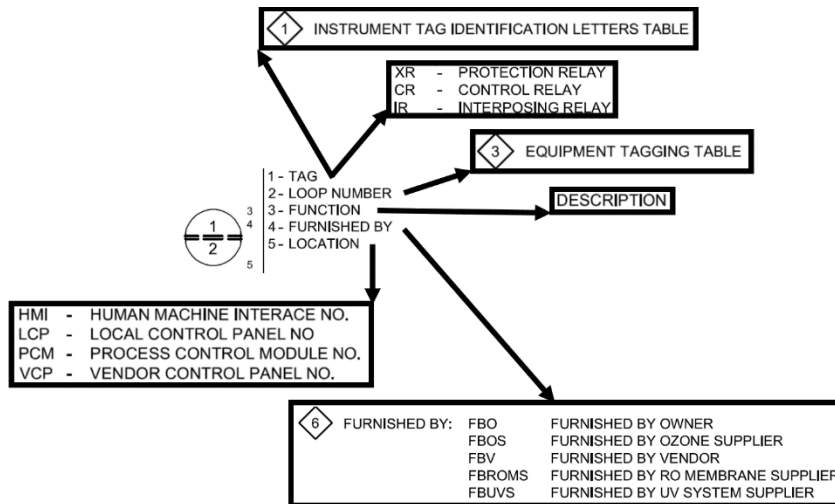 1 INSTRUMENT TAG IDENTIFICATION LETTERS TABLE
XR - PROTECTION RELAY
CR - CONTROL RELAY
IR - INTERPOSING RELAY
3 EQUIPMENT TAGGING TABLE
1 - TAG
2 - LOOP NUMBER
3 - FUNCTION
4 - FURNISHED BY
5 - LOCATION
DESCRIPTION
1
2
3
4
5
HMI - HUMAN MACHINE INTERACE NO.
LCP - LOCAL CONTROL PANEL NO
PCM - PROCESS CONTROL MODULE NO.
VCP - VENDOR CONTROL PANEL NO.
6 FURNISHED BY: FBO FURNISHED BY OWNER
FBOS FURNISHED BY OZONE SUPPLIER
FBV FURNISHED BY VENDOR
FBROMS FURNISHED BY RO MEMBRANE SUPPLIER
FBUVS FURNISHED BY UV SYSTEM SUPPLIER